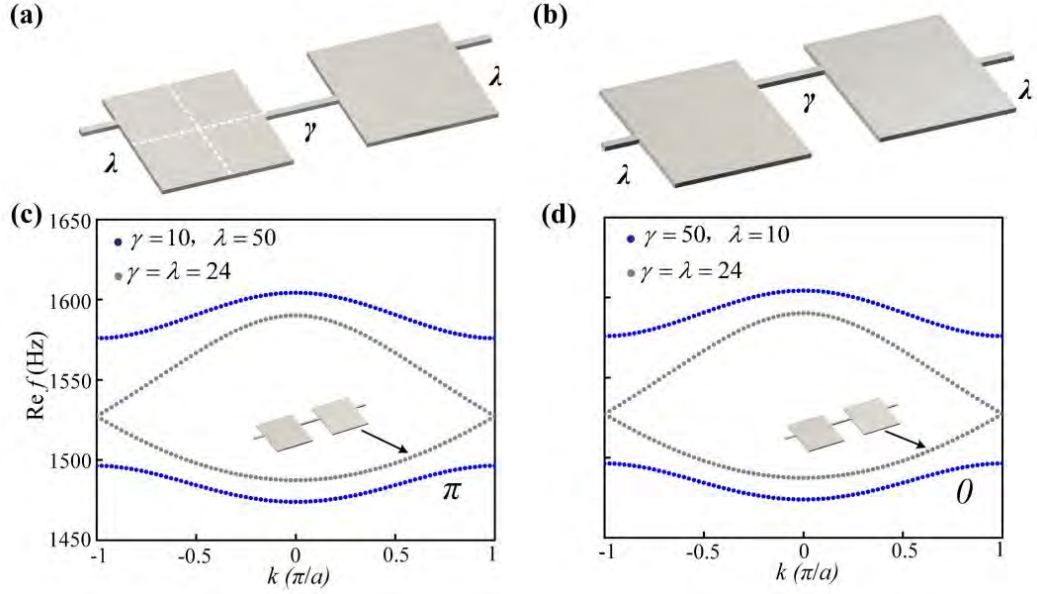 (a)
(b)
λ
γ
λ
λ
γ
λ
(c)
(d)
1650
1600
1550
1500
1450
Re f (Hz)
γ = 10, λ = 50
γ = λ = 24
π
-1
-0.5
0
0.5
1
k (π/a)
γ = 50, λ = 10
γ = λ = 24
0
-1
-0.5
0
0.5
1
k (π/a)